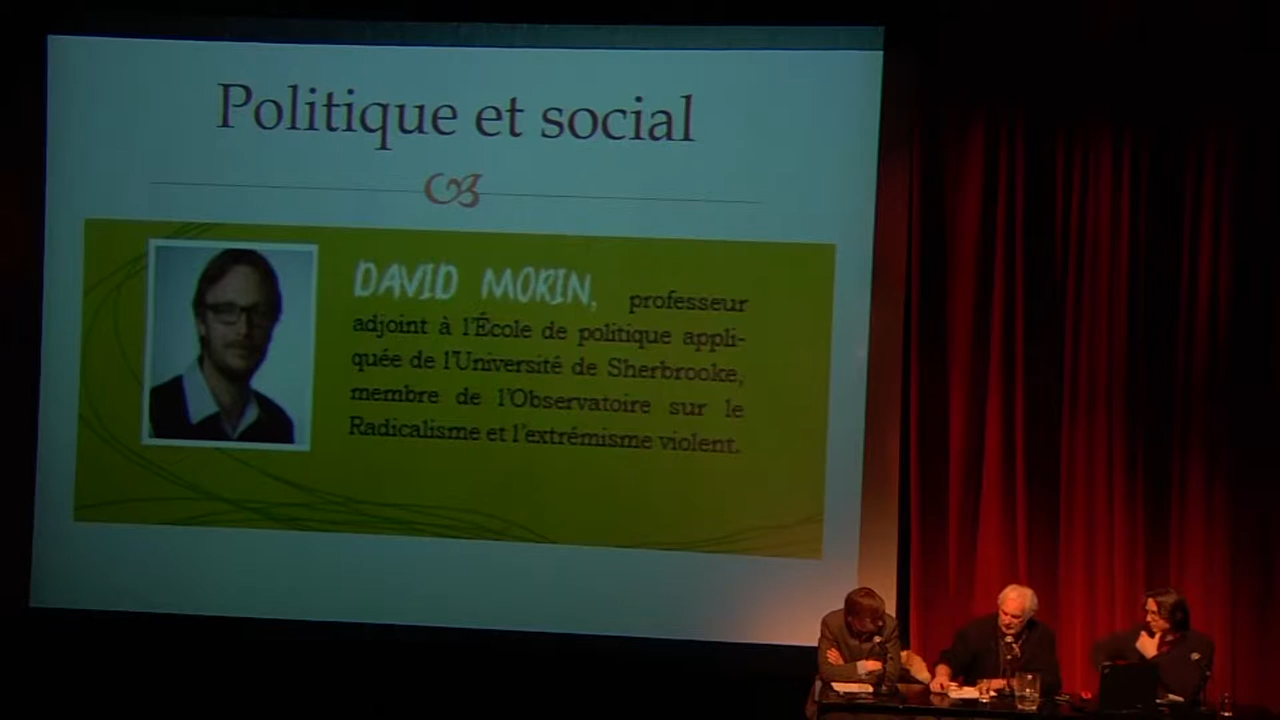 Politique et social
DAVID MORIN, professeur
adjoint à l'École de politique appli-
quée de l'Université de Sherbrooke,
membre de l'Observatoire sur le
Radicalisme et l'extrémisme violent.